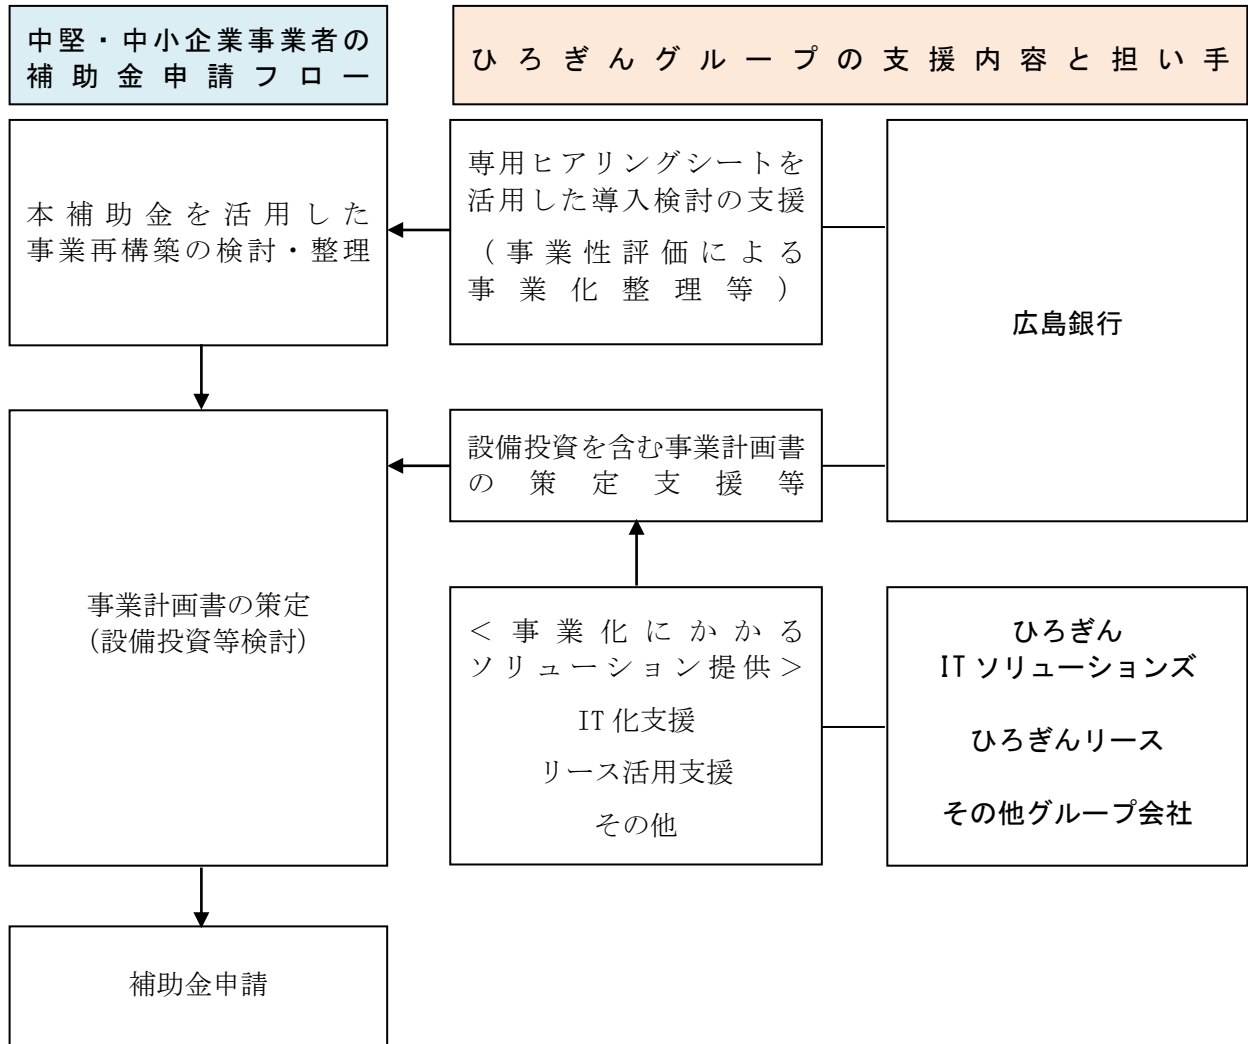 中堅・中小企業事業者の
補助金申請フロー
ひろぎんグループの支援内容と担い手
本補助金を活用した
事業再構築の検討・整理
専用ヒアリングシートを
活用した導入検討の支援
（事業性評価による
事業化整理等）
広島銀行
設備投資を含む事業計画書
の策定支援等
事業計画書の策定
(設備投資等検討)
＜事業化にかかる
ソリューション提供＞
IT化支援
リース活用支援
その他
ひろぎん
ITソリューションズ
ひろぎんリース
その他グループ会社
補助金申請